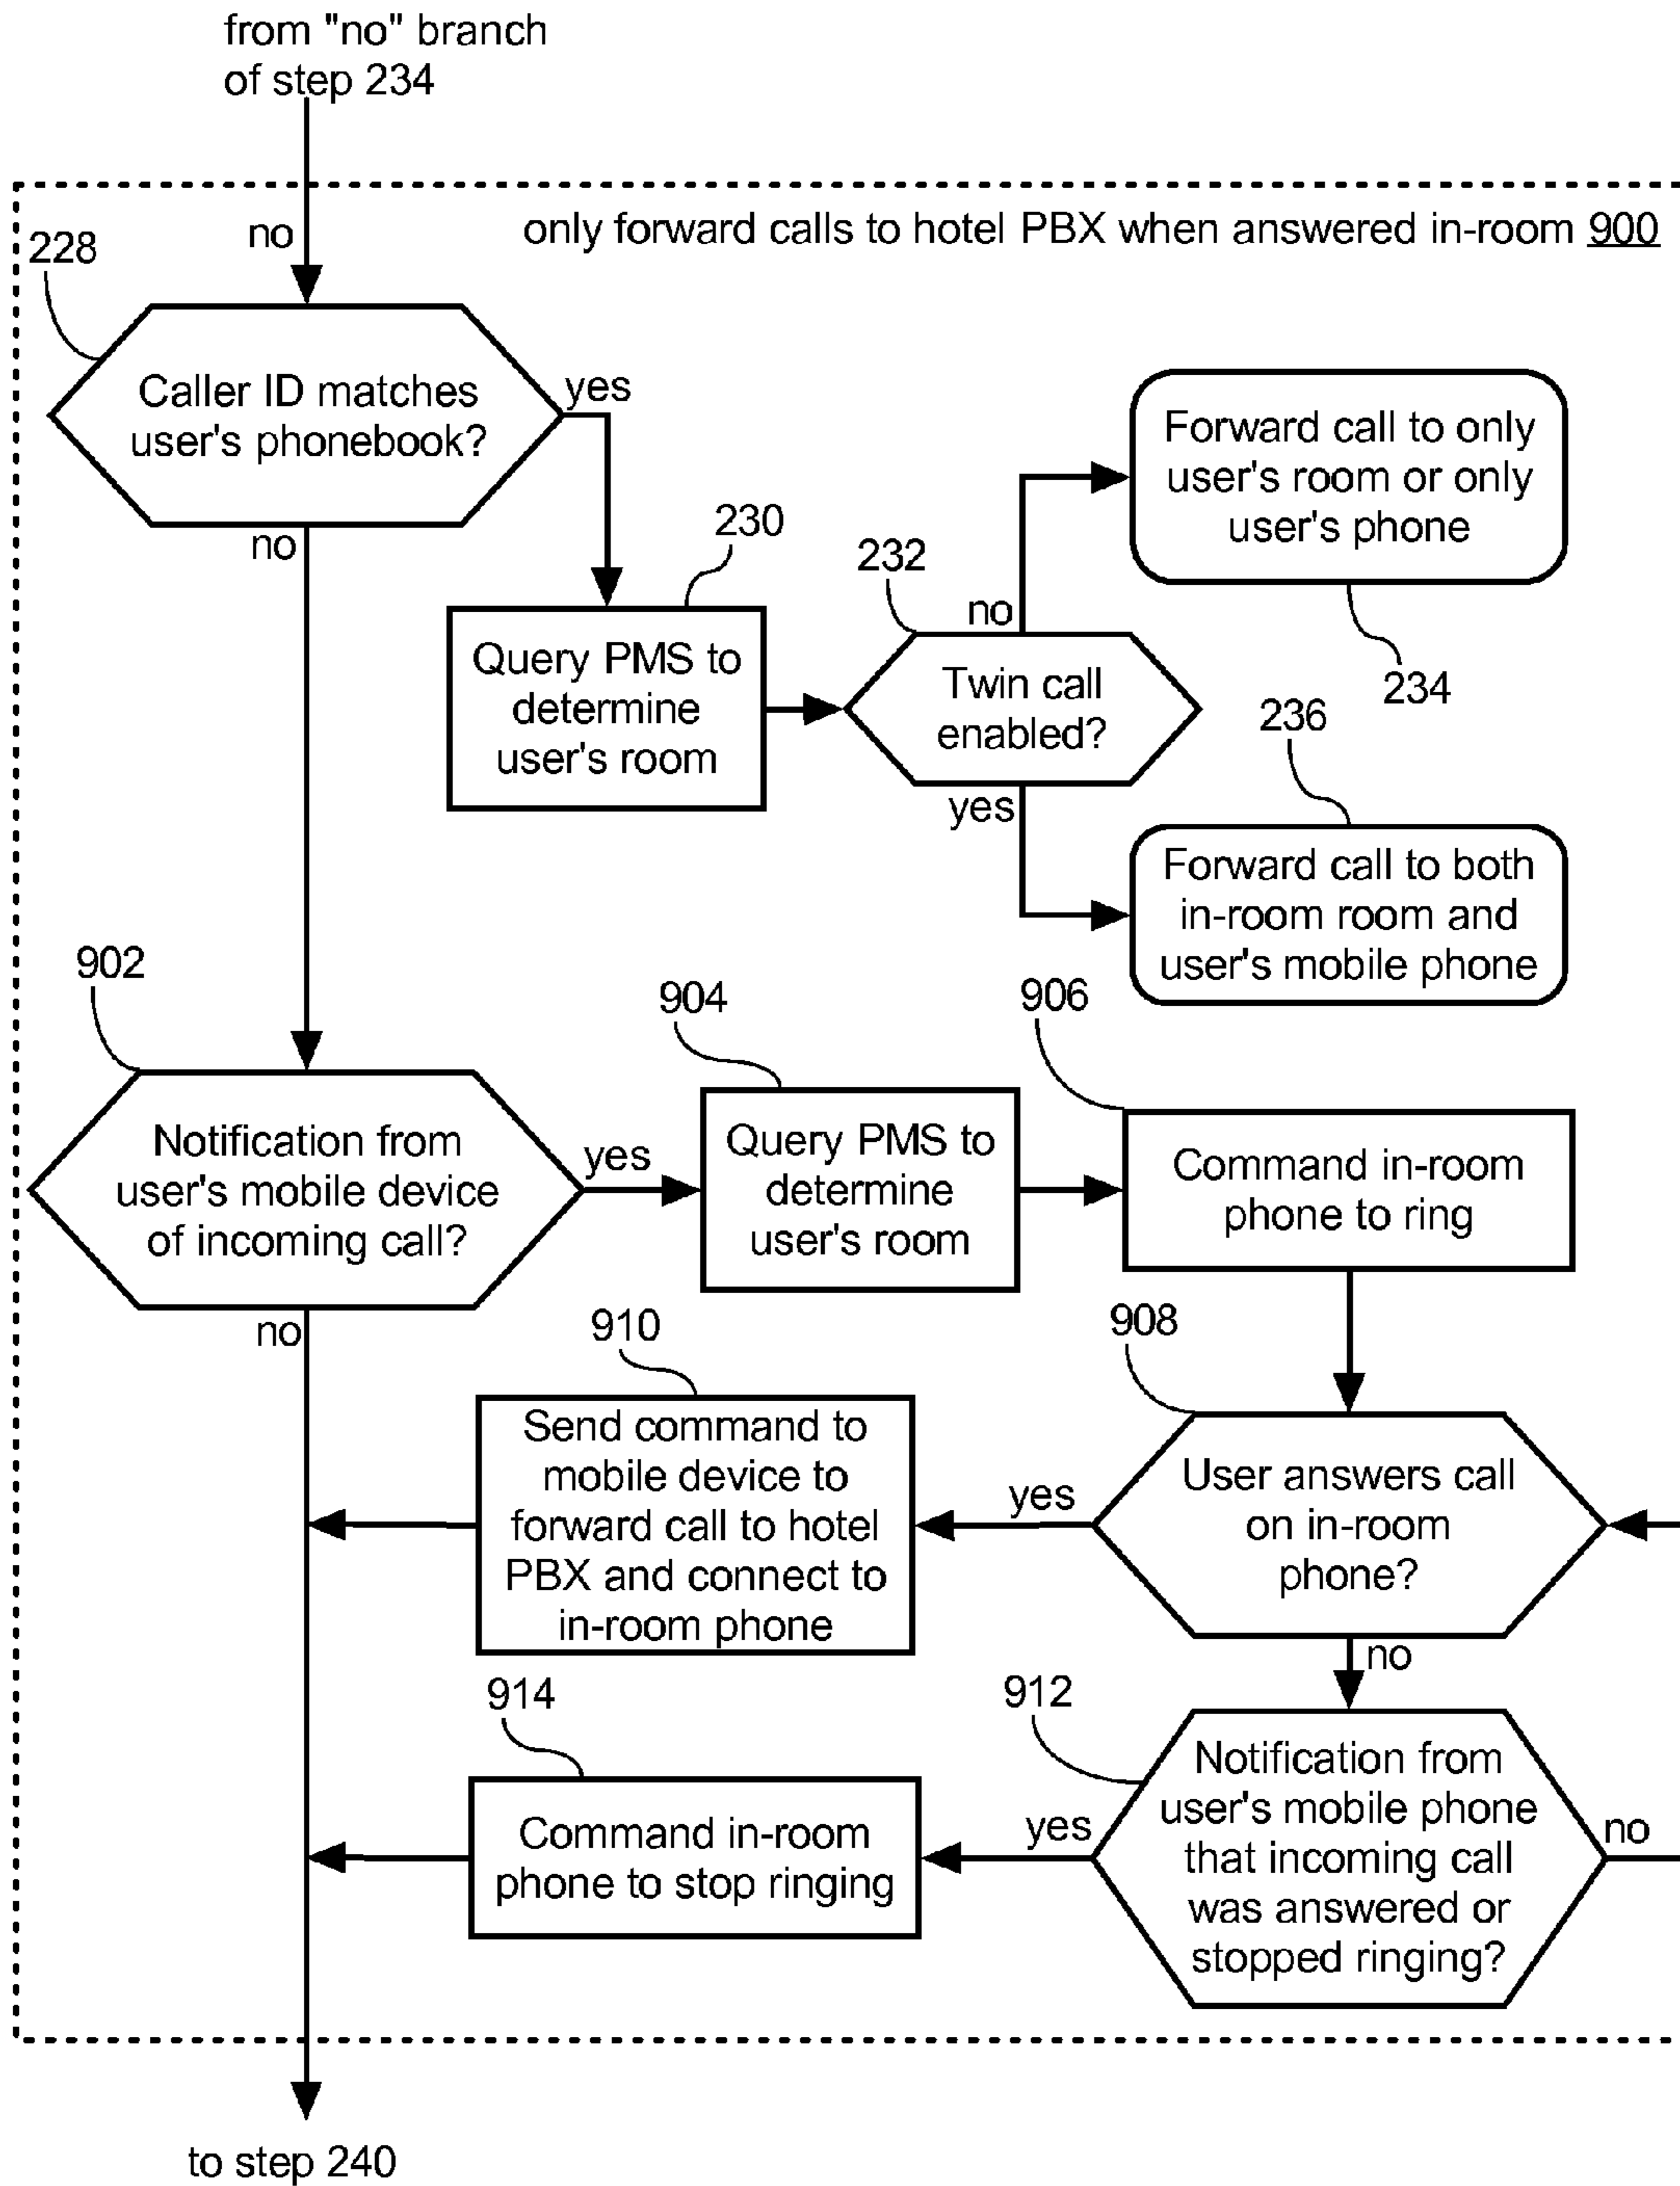 from "no" branch
of step 234
no
only forward calls to hotel PBX when answered in-room 900
228
Caller ID matches
user's phonebook?
yes
no
230
Query PMS to
determine
user's room
232
Twin call
enabled?
no
yes
Forward call to only
user's room or only
user's phone
234
236
Forward call to both
in-room room and
user's mobile phone
902
Notification from
user's mobile device
of incoming call?
yes
no
904
Query PMS to
determine
user's room
906
Command in-room
phone to ring
908
User answers call
on in-room
phone?
yes
no
910
Send command to
mobile device to
forward call to hotel
PBX and connect to
in-room phone
912
Notification from
user's mobile phone
that incoming call
was answered or
stopped ringing?
yes
no
914
Command in-room
phone to stop ringing
to step 240